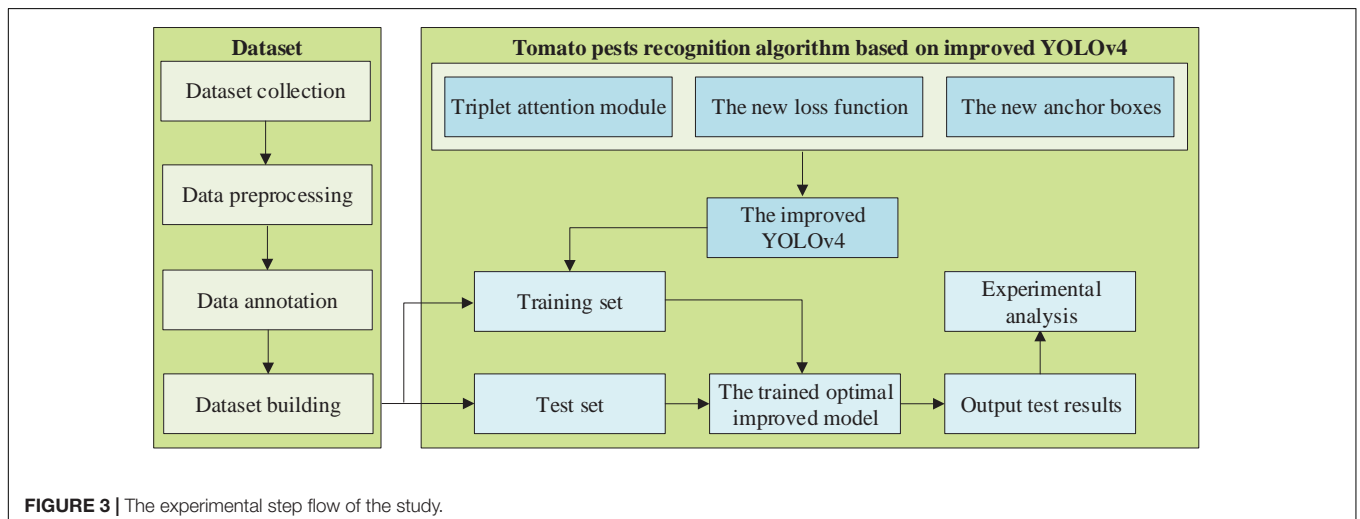 Dataset
Dataset collection
Data preprocessing
Data annotation
Dataset building
Tomato pests recognition algorithm based on improved YOLOv4
Triplet attention module
The new loss function
The new anchor boxes
The improved
YOLOv4
Training set
Experimental
analysis
Test set
The trained optimal
improved model
Output test results
FIGURE 3 | The experimental step flow of the study.